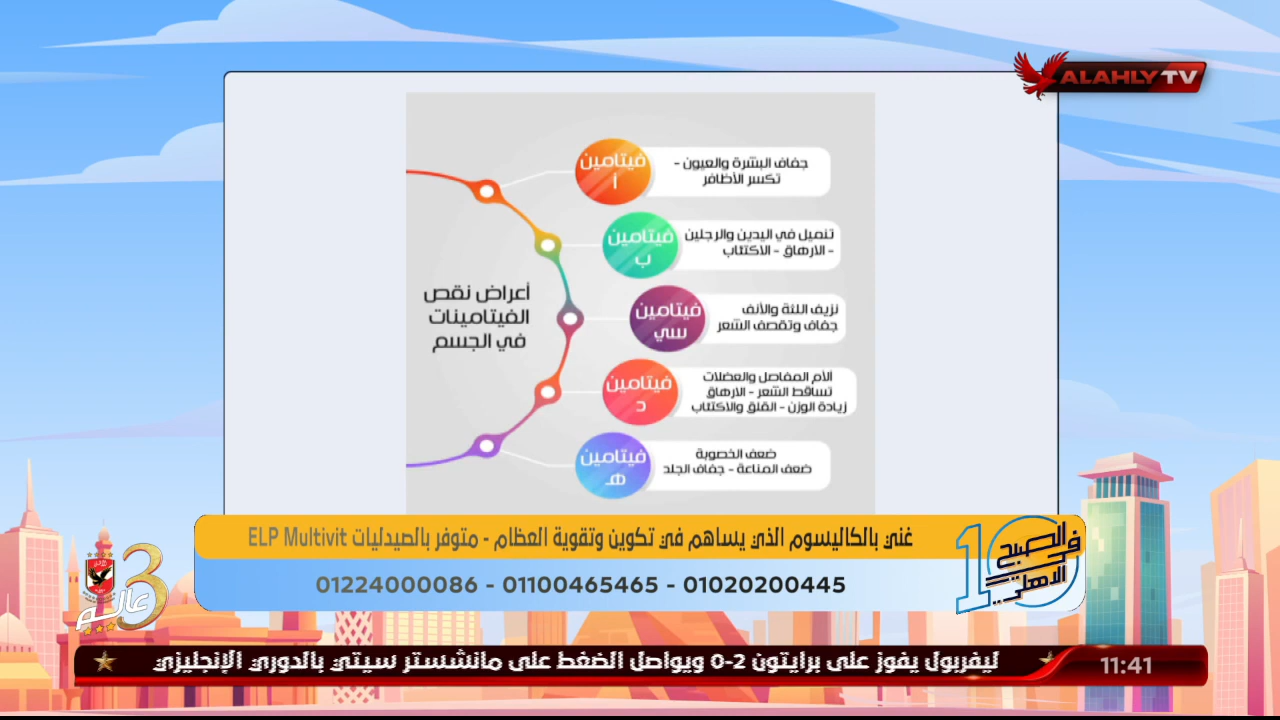 ALAHLY TV
أعراض نقص
الفيتامينات
في الجسم
فيتامين
أ
جفاف البشرة والعيون -
تكسر الأظافر
فيتامين
ب
تنميل في اليدين والرجلين
- الارهاق - الاكتئاب
فيتامين
سي
نزيف اللثة والأنف
جفاف وتقصف الشعر
فيتامين
د
آلام المفاصل والعضلات
تساقط الشعر - الارهاق
زيادة الوزن - القلق والاكتئاب
فيتامين
هـ
ضعف الخصوبة
ضعف المناعة - جفاف الجلد
غني بالكاليسوم الذي يساهم في تكوين وتقوية العظام - متوفر بالصيدليات ELP Multivit
01224000086 - 01100465465 - 01020200445
10
الصبح
في
الاهلي
3
عالم
ليفربول يفوز على برايتون 2-0 ويواصل الضغط على مانشستر سيتي بالدوري الإنجليزي
11:41